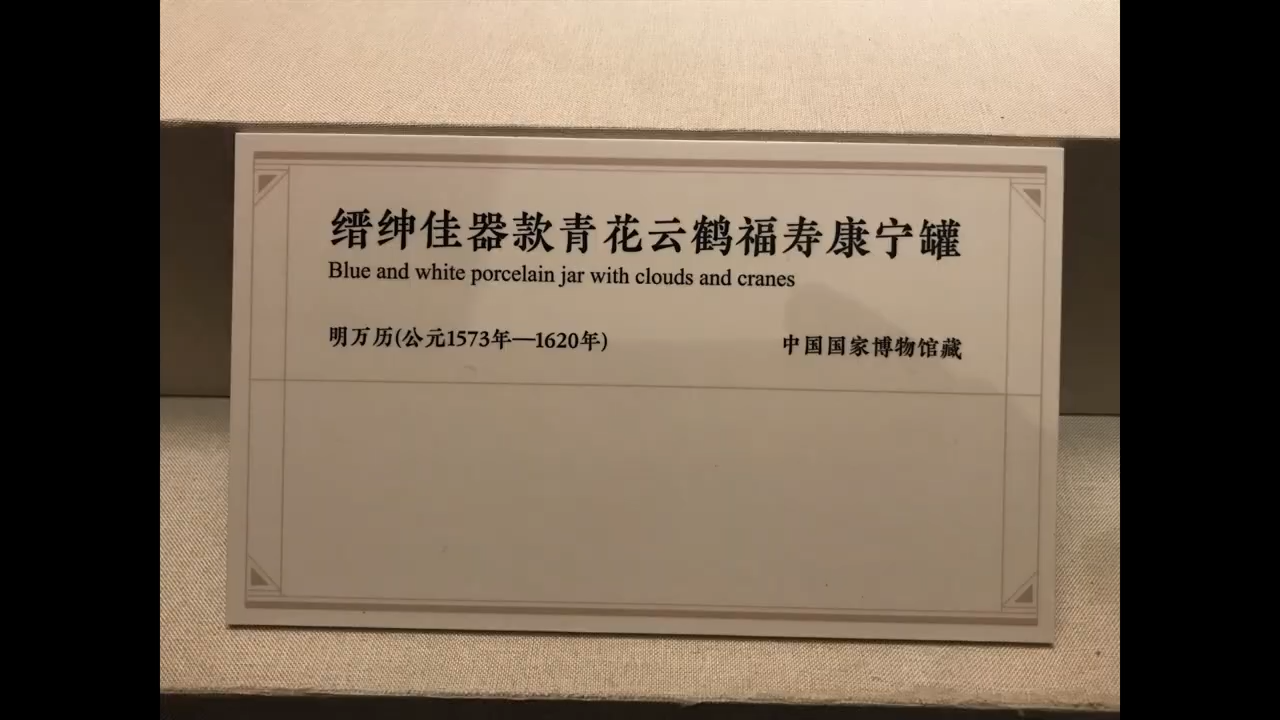 缙绅佳器款青花云鹤福寿康宁罐
Blue and white porcelain jar with clouds and cranes
明万历(公元1573年—1620年) 中国国家博物馆藏